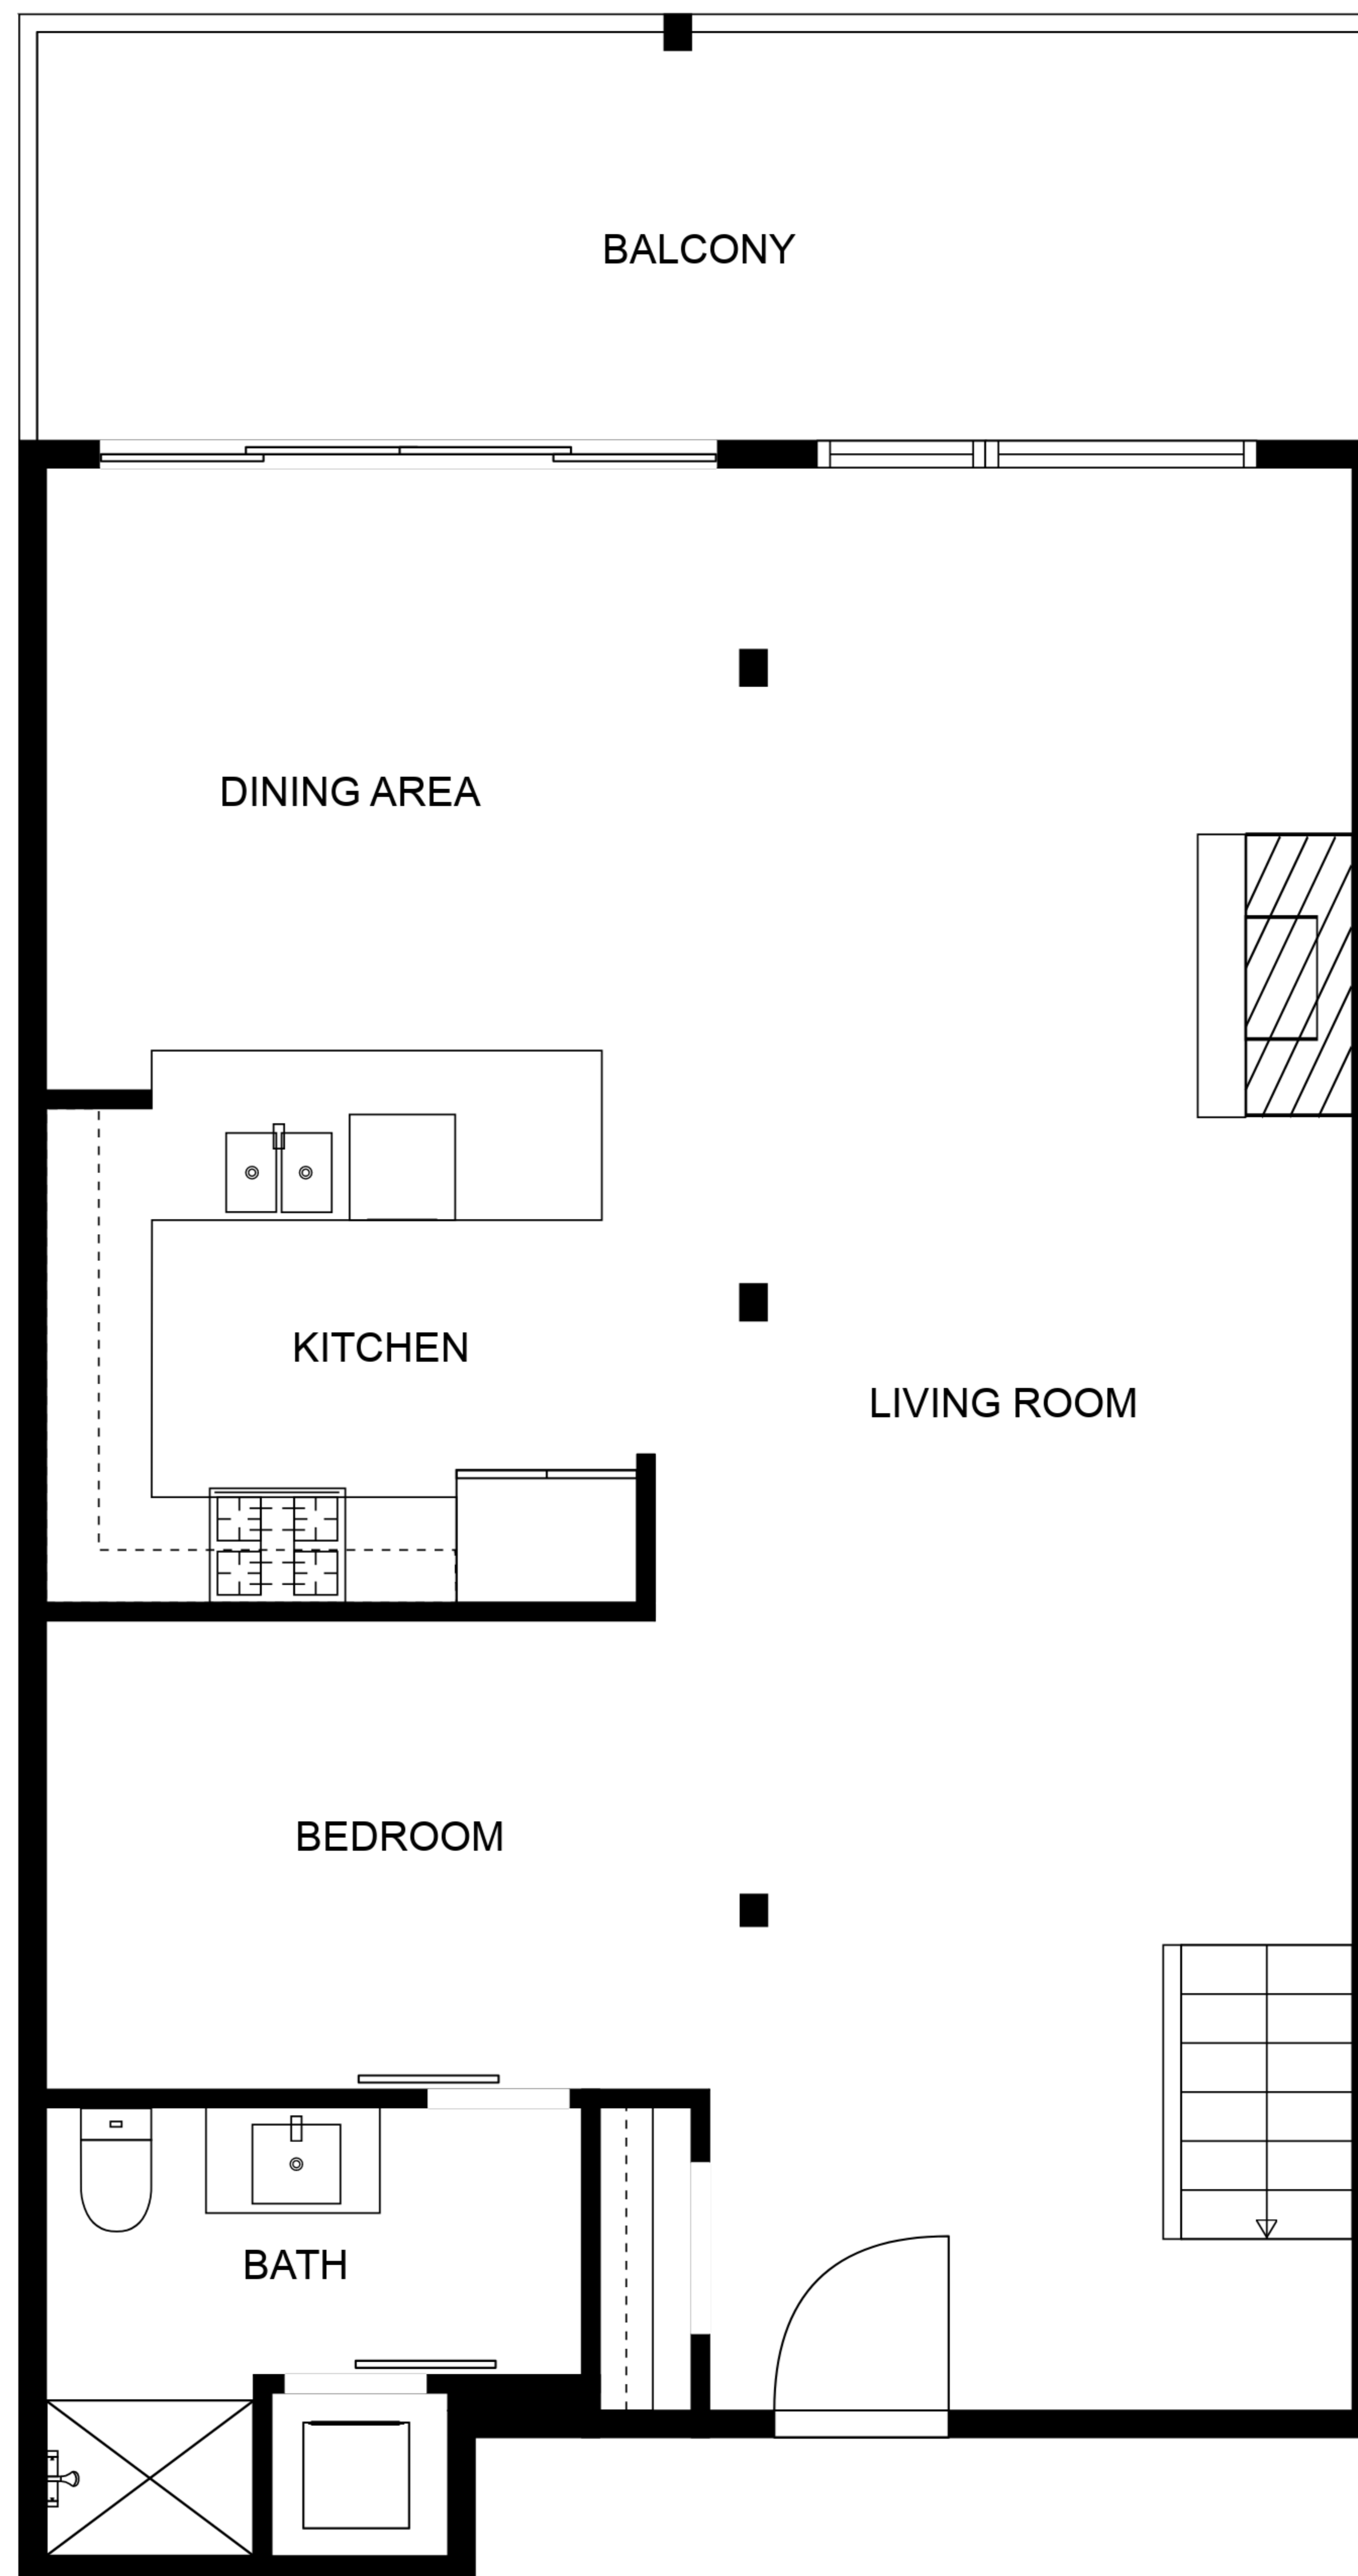 BALCONY
DINING AREA
KITCHEN
LIVING ROOM
BEDROOM
BATH